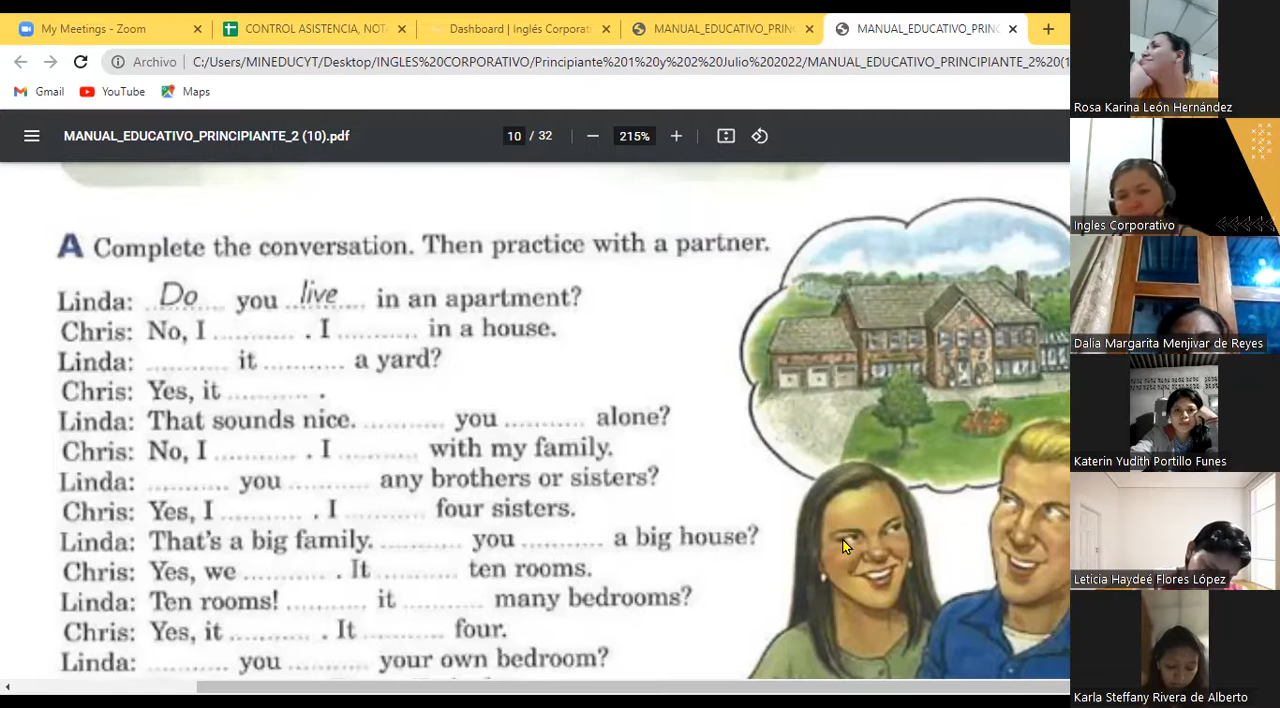 My Meetings - Zoom
CONTROL ASISTENCIA, NOT
Dashboard | Inglés Corporati
MANUAL_EDUCATIVO_PRIN
MANUAL_EDUCATIVO_PRIN
Archivo
C:/Users/MINEDUCYT/Desktop/INGLES%20CORPORATIVO/Principiante%201%20y%202%20Julio%202022/MANUAL_EDUCATIVO_PRINCIPIANTE_2%20(1
Gmail
YouTube
Maps
MANUAL_EDUCATIVO_PRINCIPIANTE_2 (10).pdf
10 / 32
215%
A Complete the conversation. Then practice with a partner.
Linda: Do you live in an apartment?
Chris: No, I .......... . I .......... in a house.
Linda: .......... it .......... a yard?
Chris: Yes, it .......... .
Linda: That sounds nice. .......... you .......... alone?
Chris: No, I .......... . I .......... with my family.
Linda: .......... you .......... any brothers or sisters?
Chris: Yes, I .......... . I .......... four sisters.
Linda: That's a big family. .......... you .......... a big house?
Chris: Yes, we .......... . It .......... ten rooms.
Linda: Ten rooms! .......... it .......... many bedrooms?
Chris: Yes, it .......... . It .......... four.
Linda: .......... you .......... your own bedroom?
Rosa Karina León Hernández
Ingles Corporativo
Dalia Margarita Menjivar de Reyes
Katerin Yudith Portillo Funes
Leticia Haydeé Flores López
Karla Steffany Rivera de Alberto